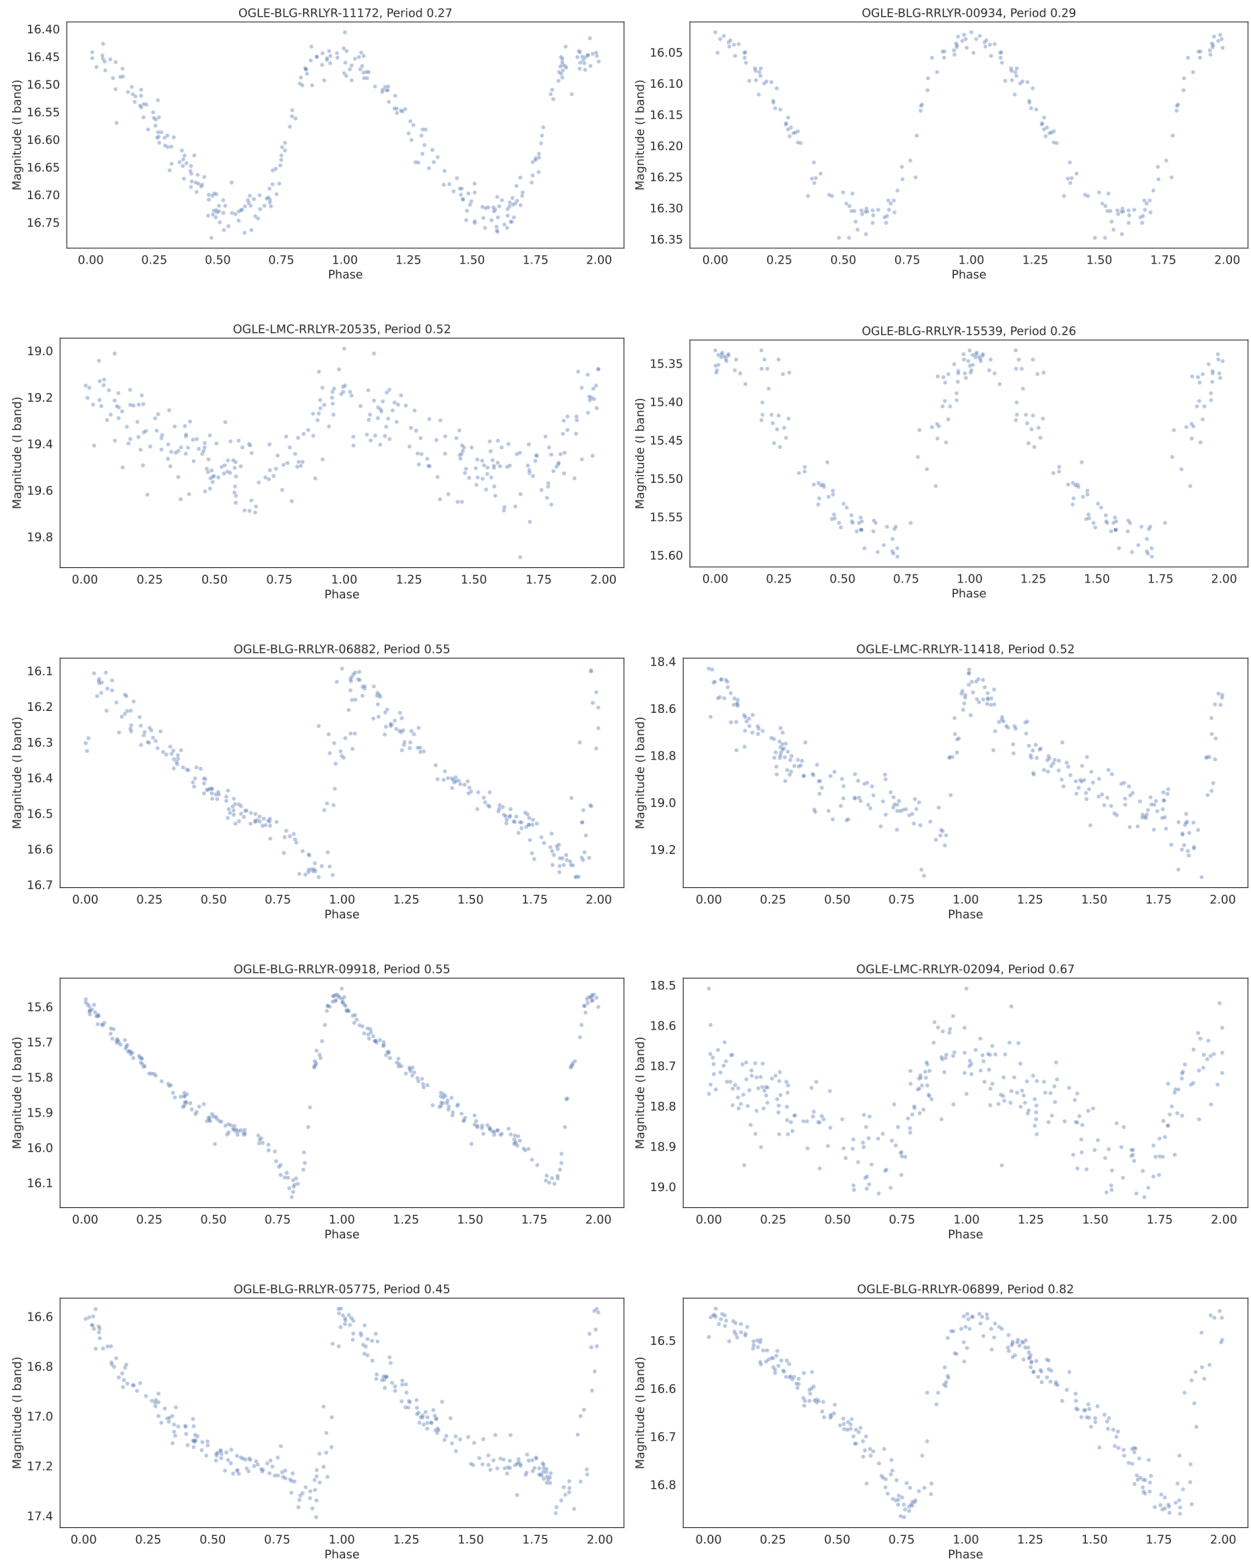 OGLE-BLG-RRLYR-11172, Period 0.27
Magnitude (I band)
16.40
16.45
16.50
16.55
16.60
16.65
16.70
16.75
0.00 0.25 0.50 0.75 1.00 1.25 1.50 1.75 2.00
Phase
OGLE-BLG-RRLYR-00934, Period 0.29
Magnitude (I band)
16.05
16.10
16.15
16.20
16.25
16.30
16.35
0.00 0.25 0.50 0.75 1.00 1.25 1.50 1.75 2.00
Phase
OGLE-LMC-RRLYR-20535, Period 0.52
Magnitude (I band)
19.0
19.2
19.4
19.6
19.8
0.00 0.25 0.50 0.75 1.00 1.25 1.50 1.75 2.00
Phase
OGLE-BLG-RRLYR-15539, Period 0.26
Magnitude (I band)
15.35
15.40
15.45
15.50
15.55
15.60
0.00 0.25 0.50 0.75 1.00 1.25 1.50 1.75 2.00
Phase
OGLE-BLG-RRLYR-06882, Period 0.55
Magnitude (I band)
16.1
16.2
16.3
16.4
16.5
16.6
16.7
0.00 0.25 0.50 0.75 1.00 1.25 1.50 1.75 2.00
Phase
OGLE-LMC-RRLYR-11418, Period 0.52
Magnitude (I band)
18.4
18.6
18.8
19.0
19.2
0.00 0.25 0.50 0.75 1.00 1.25 1.50 1.75 2.00
Phase
OGLE-BLG-RRLYR-09918, Period 0.55
Magnitude (I band)
15.6
15.7
15.8
15.9
16.0
16.1
0.00 0.25 0.50 0.75 1.00 1.25 1.50 1.75 2.00
Phase
OGLE-LMC-RRLYR-02094, Period 0.67
Magnitude (I band)
18.5
18.6
18.7
18.8
18.9
19.0
0.00 0.25 0.50 0.75 1.00 1.25 1.50 1.75 2.00
Phase
OGLE-BLG-RRLYR-05775, Period 0.45
Magnitude (I band)
16.6
16.8
17.0
17.2
17.4
0.00 0.25 0.50 0.75 1.00 1.25 1.50 1.75 2.00
Phase
OGLE-BLG-RRLYR-06899, Period 0.82
Magnitude (I band)
16.5
16.6
16.7
16.8
0.00 0.25 0.50 0.75 1.00 1.25 1.50 1.75 2.00
Phase